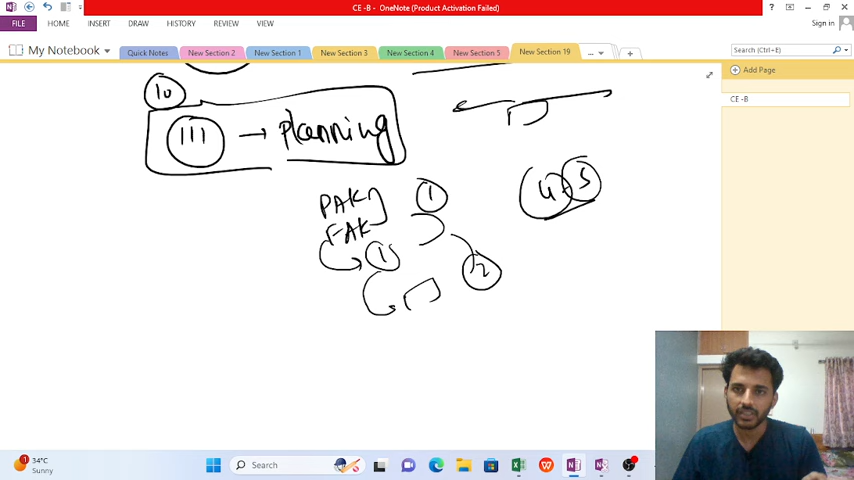 CE -B - OneNote (Product Activation Failed)
FILE HOME INSERT DRAW HISTORY REVIEW VIEW Sign in
My Notebook Quick Notes New Section 2 New Section 1 New Section 3 New Section 4 New Section 5 New Section 19 ... Search (Ctrl+E)
Add Page
CE -B
10
III → planning
PAK 1
FAK
1
2
4 5
1
34°C
Sunny
Search